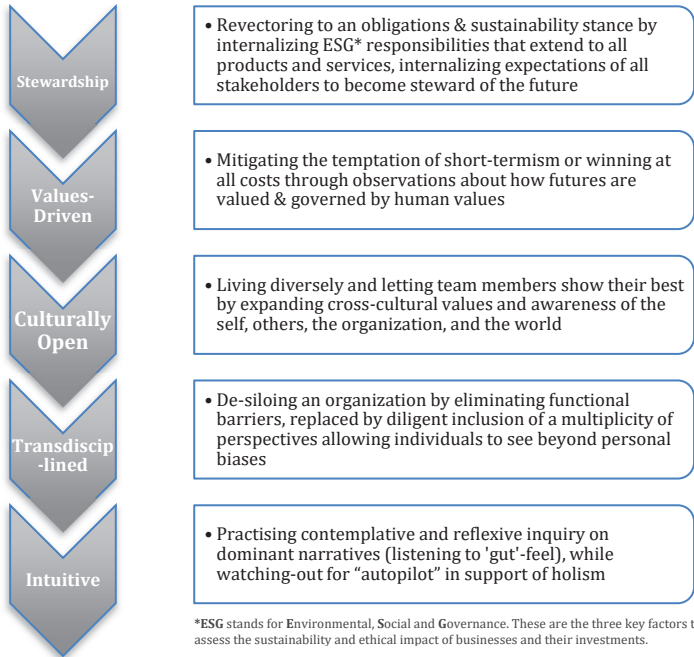 Stewardship
• Revectoring to an obligations & sustainability stance by
internalizing ESG* responsibilities that extend to all
products and services, internalizing expectations of all
stakeholders to become steward of the future
Values-
Driven
• Mitigating the temptation of short-termism or winning at
all costs through observations about how futures are
valued & governed by human values
Culturally
Open
• Living diversely and letting team members show their best
by expanding cross-cultural values and awareness of the
self, others, the organization, and the world
Transdiscip
-lined
• De-siloing an organization by eliminating functional
barriers, replaced by diligent inclusion of a multiplicity of
perspectives allowing individuals to see beyond personal
biases
Intuitive
• Practising contemplative and reflexive inquiry on
dominant narratives (listening to 'gut'-feel), while
watching-out for “autopilot” in support of holism
*ESG stands for Environmental, Social and Governance. These are the three key factors
assess the sustainability and ethical impact of businesses and their investments.